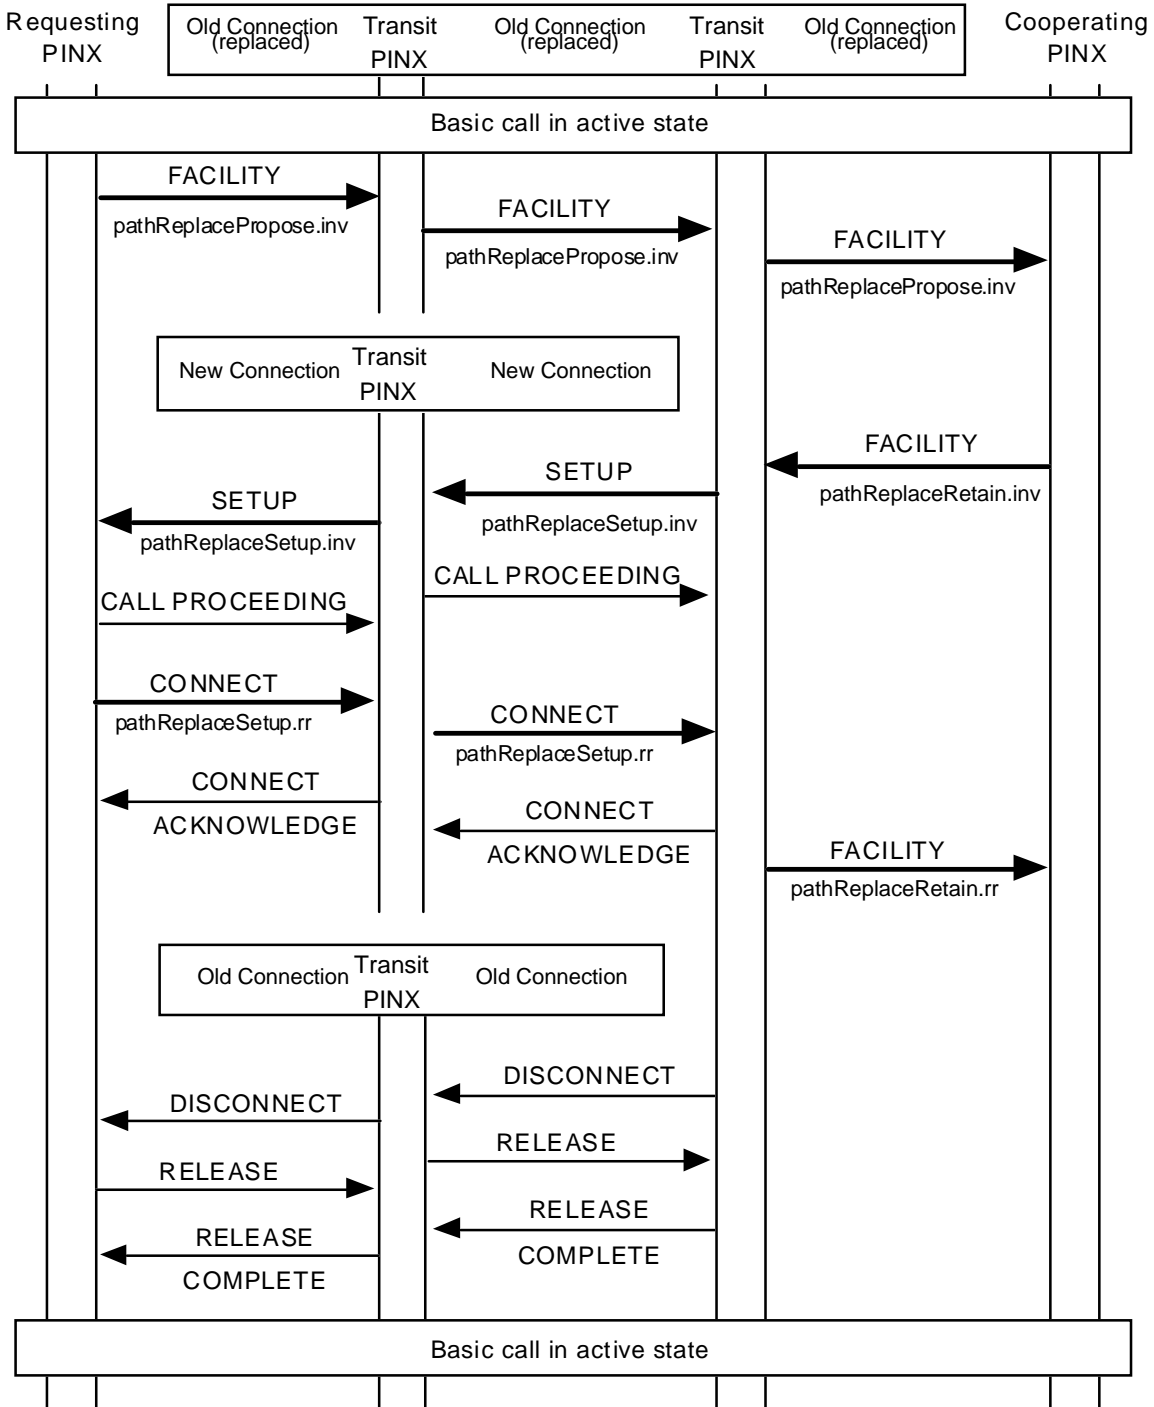 Requesting
PINX
Old Connection
(replaced)
Transit
PINX
Old Connection
(replaced)
Transit
PINX
Old Connection
(replaced)
Cooperating
PINX
Basic call in active state
FACILITY
pathReplacePropose.inv
FACILITY
pathReplacePropose.inv
FACILITY
pathReplacePropose.inv
New Connection
Transit
PINX
New Connection
FACILITY
pathReplaceRetain.inv
SETUP
pathReplaceSetup.inv
SETUP
pathReplaceSetup.inv
CALL PROCEEDING
CALL PROCEEDING
CONNECT
pathReplaceSetup.rr
CONNECT
pathReplaceSetup.rr
CONNECT
ACKNOWLEDGE
CONNECT
ACKNOWLEDGE
FACILITY
pathReplaceRetain.rr
Old Connection
Transit
PINX
Old Connection
DISCONNECT
DISCONNECT
RELEASE
RELEASE
RELEASE
COMPLETE
RELEASE
COMPLETE
Basic call in active state